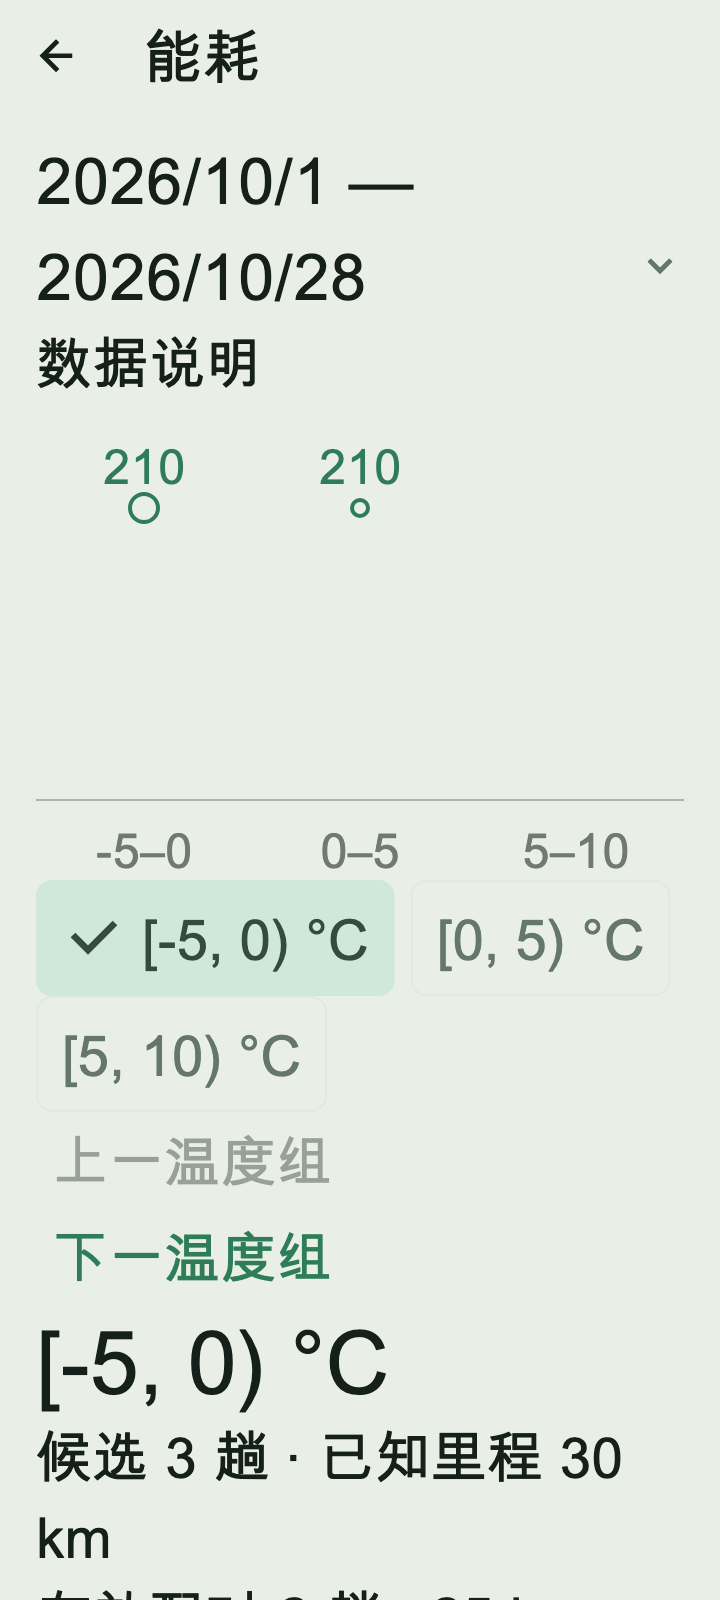 能耗
2026/10/1 —
2026/10/28
数据说明
210 210
-5–0 0–5 5–10
[-5, 0) °C [0, 5) °C
[5, 10) °C
上一温度组
下一温度组
[-5, 0) °C
候选 3 趟 · 已知里程 30
km